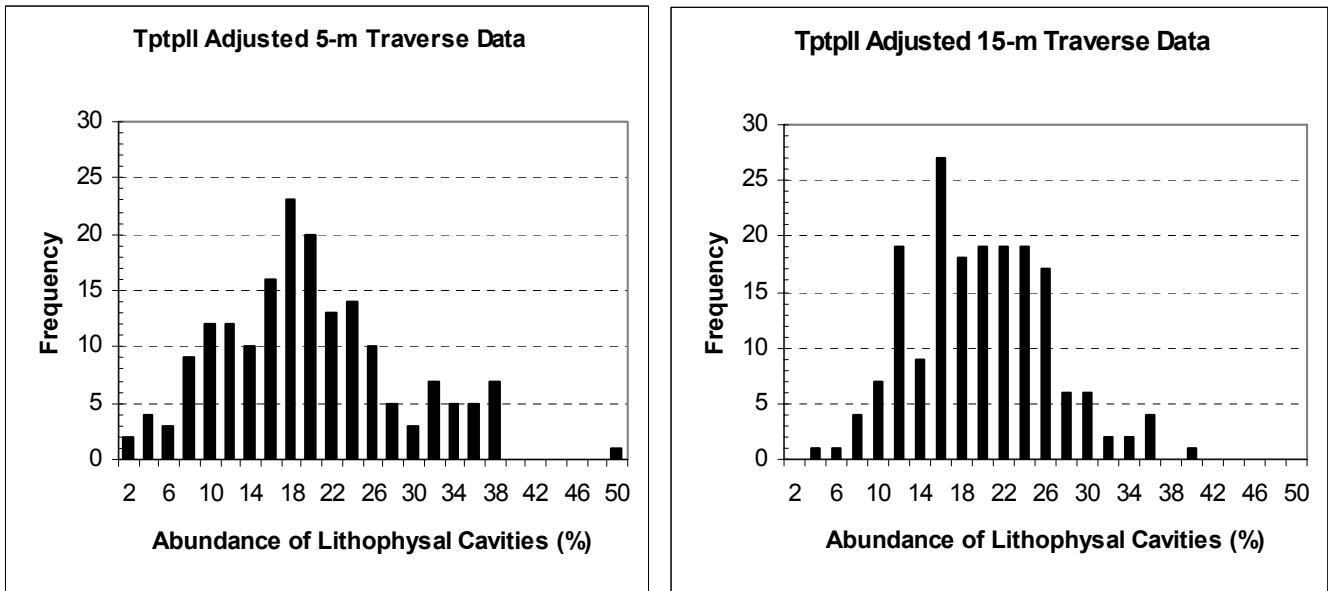 Tptpll Adjusted 5-m Traverse Data
30
25
20
15
10
5
0
Frequency
2 6 10 14 18 22 26 30 34 38 42 46 50
Abundance of Lithophysal Cavities (%)
Tptpll Adjusted 15-m Traverse Data
30
25
20
15
10
5
0
Frequency
2 6 10 14 18 22 26 30 34 38 42 46 50
Abundance of Lithophysal Cavities (%)